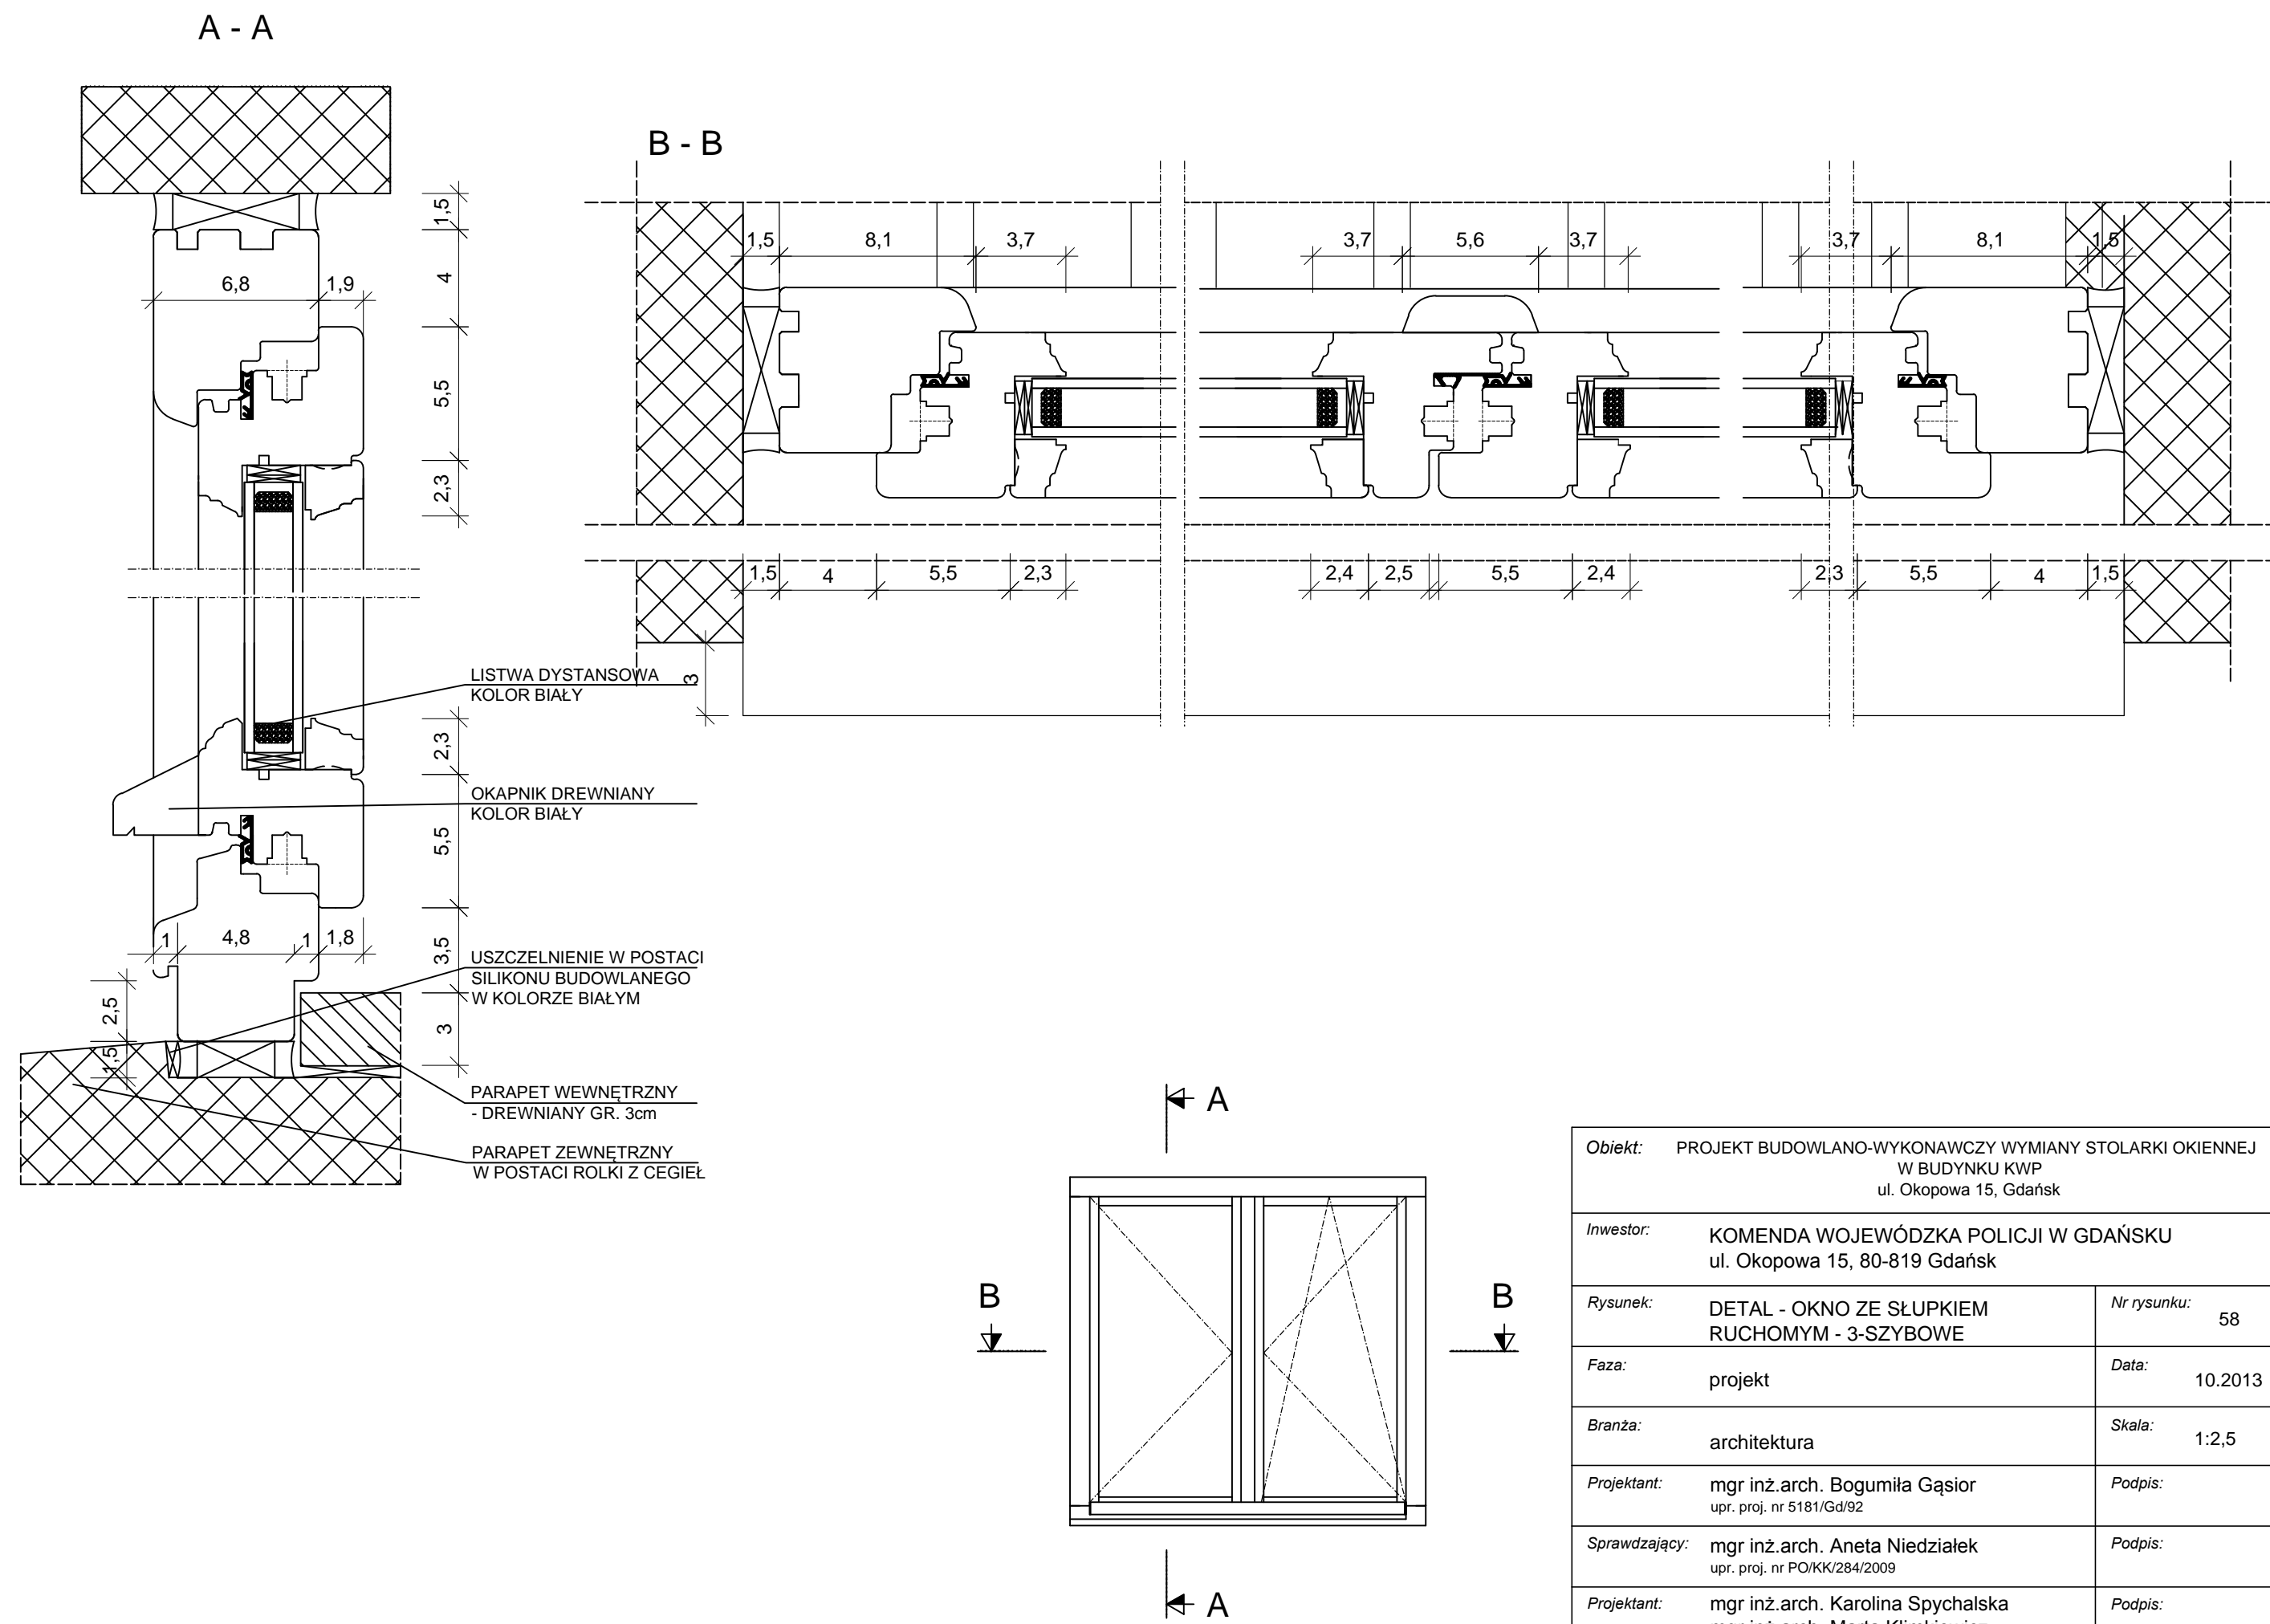 A - A
B - B
1,5
4
6,8
1,9
5,5
2,3
1,5
8,1
3,7
3,7
5,6
3,7
3,7
8,1
1,5
1,5
4
5,5
2,3
2,4
2,5
5,5
2,4
2,3
5,5
4
1,5
3
LISTWA DYSTANSOWA
KOLOR BIAŁY
2,3
OKAPNIK DREWNIANY
KOLOR BIAŁY
5,5
1
4,8
1
1,8
3,5
USZCZELNIENIE W POSTACI
SILIKONU BUDOWLANEGO
W KOLORZE BIAŁYM
2,5
1,5
3
PARAPET WEWNĘTRZNY
- DREWNIANY GR. 3cm
PARAPET ZEWNĘTRZNY
W POSTACI ROLKI Z CEGIEŁ
A
B
B
A
Obiekt: PROJEKT BUDOWLANO-WYKONAWCZY WYMIANY STOLARKI OKIENNEJ
W BUDYNKU KWP
ul. Okopowa 15, Gdańsk
Inwestor: KOMENDA WOJEWÓDZKA POLICJI W GDAŃSKU
ul. Okopowa 15, 80-819 Gdańsk
Rysunek: DETAL - OKNO ZE SŁUPKIEM
RUCHOMYM - 3-SZYBOWE
Nr rysunku: 58
Faza: projekt
Data: 10.2013
Branża: architektura
Skala: 1:2,5
Projektant: mgr inż.arch. Bogumiła Gąsior
upr. proj. nr 5181/Gd/92
Podpis:
Sprawdzający: mgr inż.arch. Aneta Niedziałek
upr. proj. nr PO/KK/284/2009
Podpis:
Projektant: mgr inż.arch. Karolina Spychalska
Podpis: